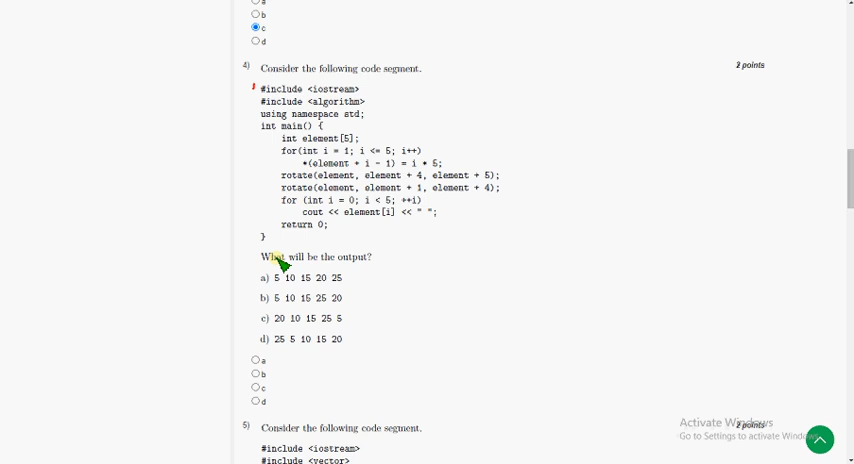 a
b
c
d
4) Consider the following code segment. 2 points
#include <iostream>
#include <algorithm>
using namespace std;
int main() {
int element[5];
for(int i = 1; i <= 5; i++)
*(element + i - 1) = i * 5;
rotate(element, element + 4, element + 5);
rotate(element, element + 1, element + 4);
for (int i = 0; i < 5; ++i)
cout << element[i] << " ";
return 0;
}
What will be the output?
a) 5 10 15 20 25
b) 5 10 15 25 20
c) 20 10 15 25 5
d) 25 5 10 15 20
a
b
c
d
5) Consider the following code segment. 2 points
#include <iostream>
#include <vector>
Activate Windows
Go to Settings to activate Windows.